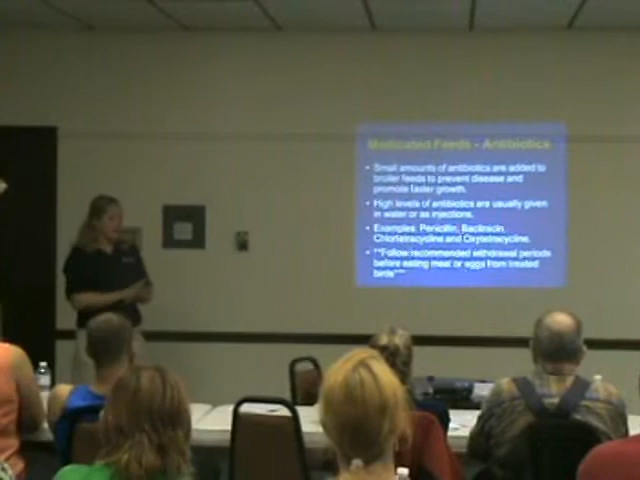 Medicated Feeds - Antibiotics
• Small amounts of antibiotics are added to
broiler feeds to prevent disease and
promote faster growth.
• High levels of antibiotics are usually given
in water or as injections.
• Examples: Penicillin, Bacitracin,
Chlortetracycline and Oxytetracycline.
• **Follow recommended withdrawal periods
before eating meat or eggs from treated
birds***